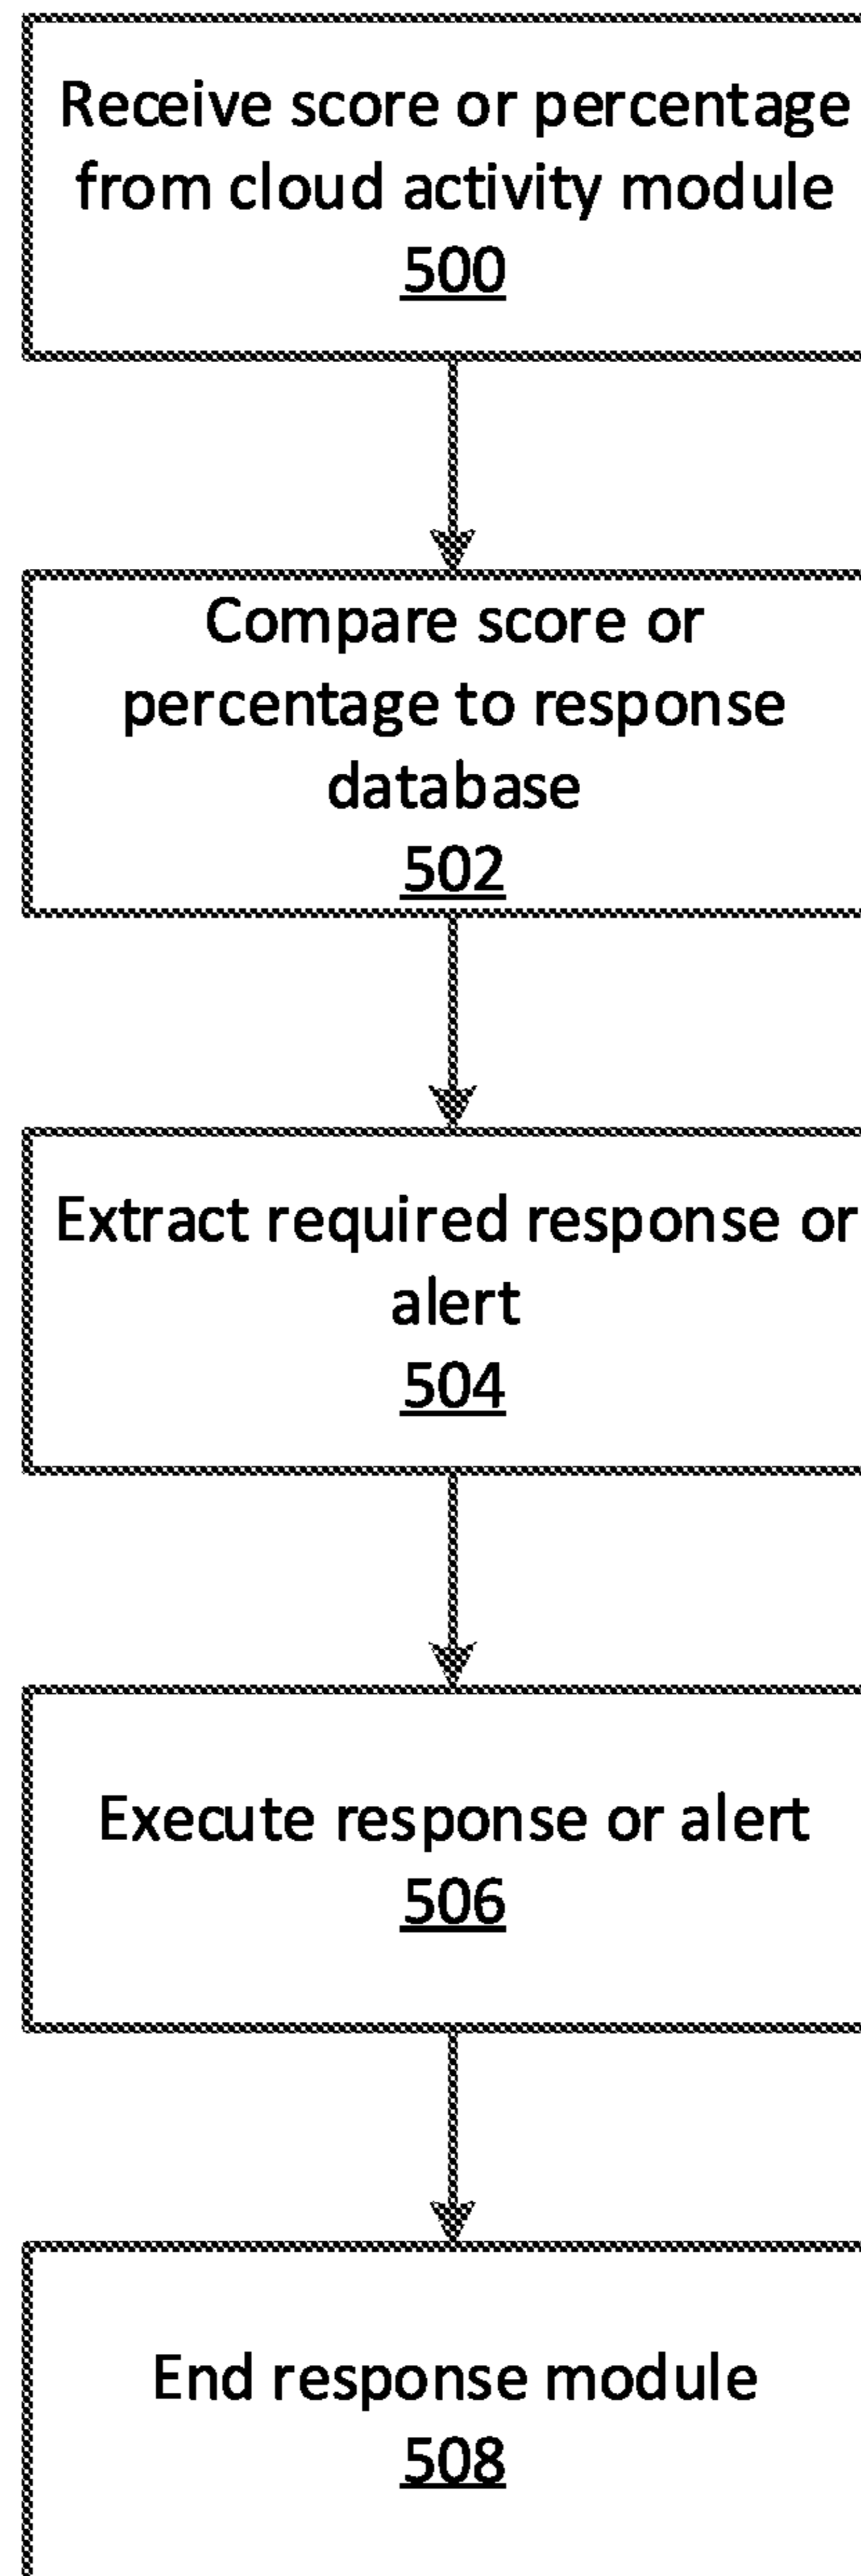 Receive score or percentage
from cloud activity module
500
Compare score or
percentage to response
database
502
Extract required response or
alert
504
Execute response or alert
506
End response module
508